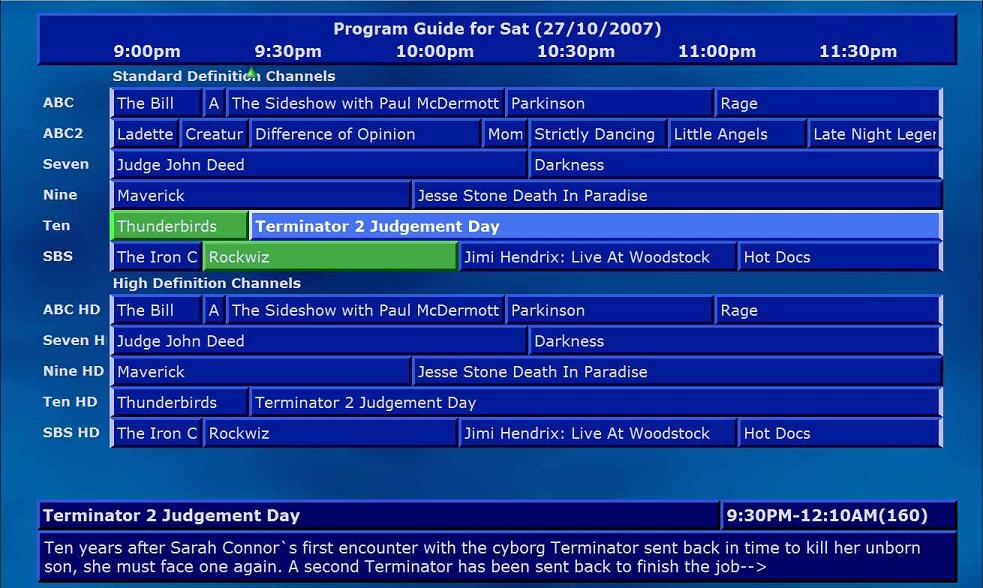 Program Guide for Sat (27/10/2007)
9:00pm 9:30pm 10:00pm 10:30pm 11:00pm 11:30pm
Standard Definition Channels
ABC The Bill A The Sideshow with Paul McDermott Parkinson Rage
ABC2 Ladette Creatur Difference of Opinion Mom Strictly Dancing Little Angels Late Night Leger
Seven Judge John Deed Darkness
Nine Maverick Jesse Stone Death In Paradise
Ten Thunderbirds Terminator 2 Judgement Day
SBS The Iron C Rockwiz Jimi Hendrix: Live At Woodstock Hot Docs
High Definition Channels
ABC HD The Bill A The Sideshow with Paul McDermott Parkinson Rage
Seven H Judge John Deed Darkness
Nine HD Maverick Jesse Stone Death In Paradise
Ten HD Thunderbirds Terminator 2 Judgement Day
SBS HD The Iron C Rockwiz Jimi Hendrix: Live At Woodstock Hot Docs
Terminator 2 Judgement Day 9:30PM-12:10AM(160)
Ten years after Sarah Connor`s first encounter with the cyborg Terminator sent back in time to kill her unborn
son, she must face one again. A second Terminator has been sent back to finish the job-->